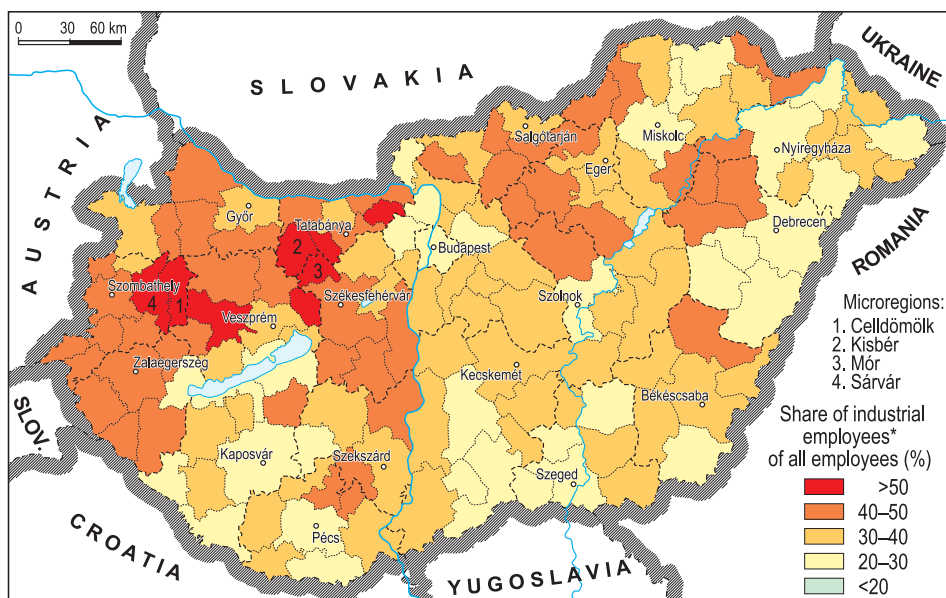 0 30 60 km
SLOVAKIA
UKRAINE
AUSTRIA
Salgótarján
Miskolc
Nyíregyháza
Eger
Győr
Tatabánya
Debrecen
Budapest
ROMANIA
2
3
Szombathely
4 1
Székesfehérvár
Szolnok
Veszprém
Zalaegerszeg
Kecskemét
Békéscsaba
SLOV.
Kaposvár
Szekszárd
Szeged
Pécs
CROATIA
YUGOSLAVIA
Microregions:
1. Celldömölk
2. Kisbér
3. Mór
4. Sárvár
Share of industrial
employees*
of all employees (%)
>50
40–50
30–40
20–30
<20